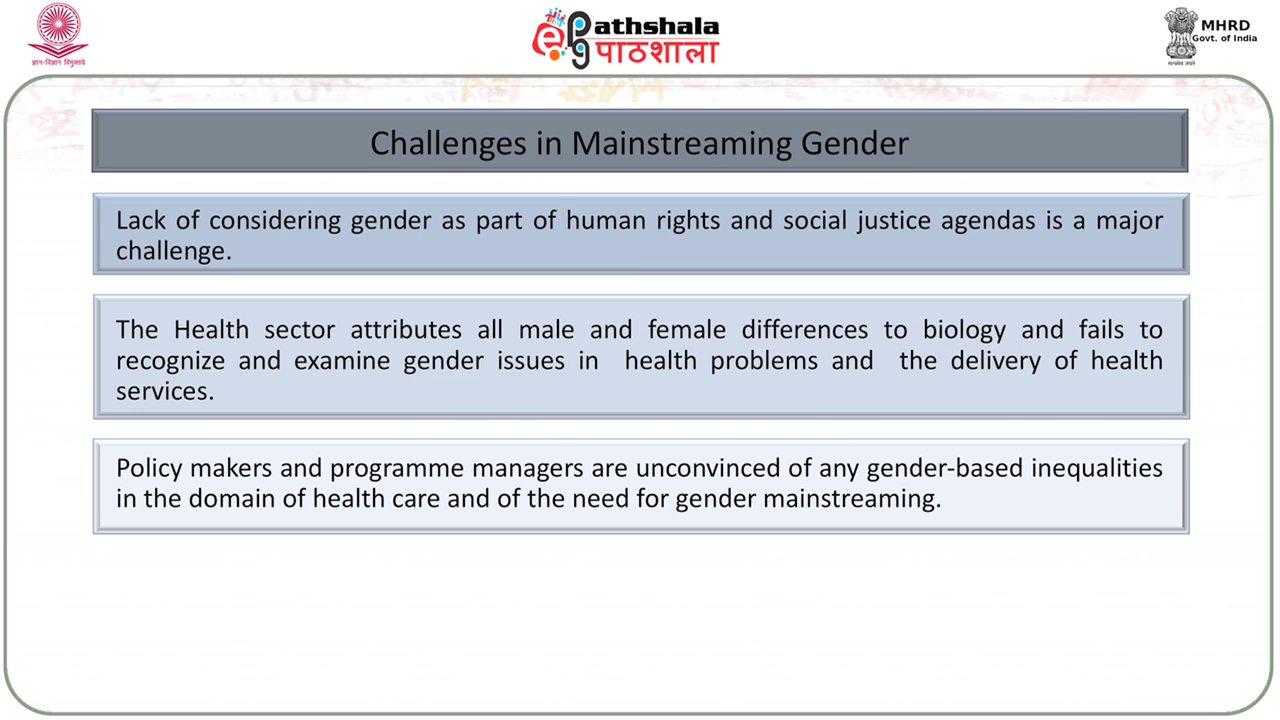 ज्ञान-विज्ञान विमुक्तये
ePathshala
पाठशाला
MHRD
Govt. of India
सत्यमेव जयते
Challenges in Mainstreaming Gender
Lack of considering gender as part of human rights and social justice agendas is a major
challenge.
The Health sector attributes all male and female differences to biology and fails to
recognize and examine gender issues in health problems and the delivery of health
services.
Policy makers and programme managers are unconvinced of any gender-based inequalities
in the domain of health care and of the need for gender mainstreaming.